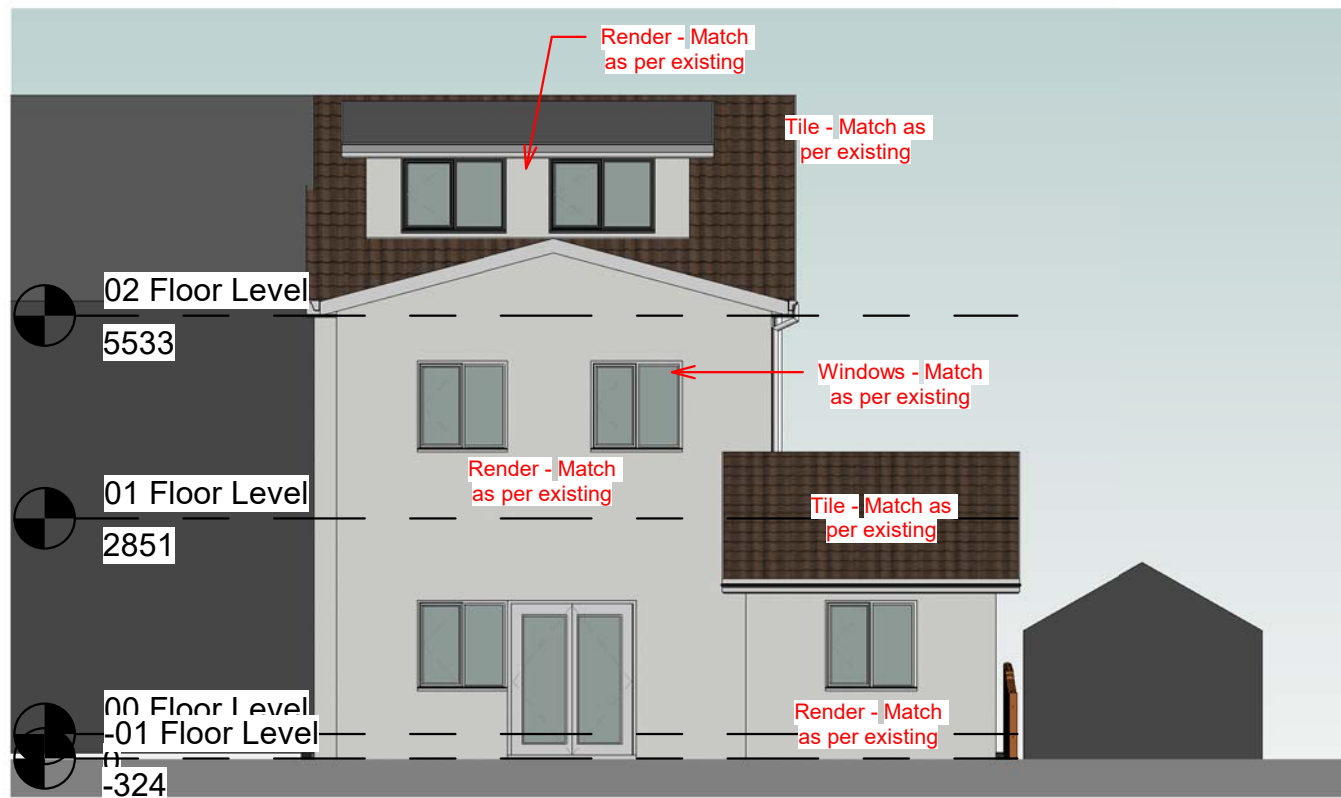 Render - Match
as per existing
Tile - Match as
per existing
02 Floor Level
5533
Windows - Match
as per existing
Render - Match
as per existing
01 Floor Level
2851
Tile - Match as
per existing
00 Floor Level
-01 Floor Level
0
-324
Render - Match
as per existing